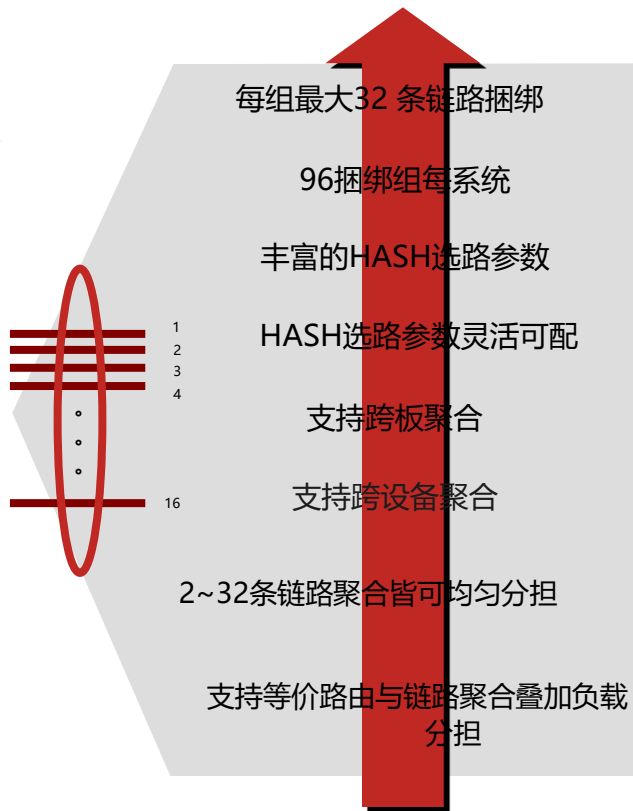 每组最大32 条链路捆绑
96捆绑组每系统
丰富的HASH选路参数
1
HASH选路参数灵活可配
2
3
4
支持跨板聚合
支持跨设备聚合
16
2~32条链路聚合皆可均匀分担
支持等价路由与链路聚合叠加负载
分担